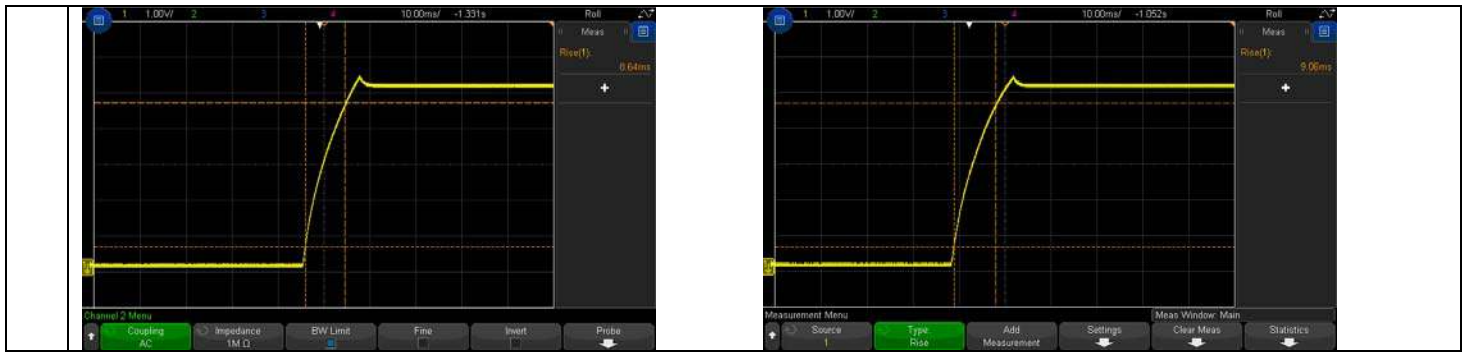 1 1.00V/ 2 3 4 10.00ms/ -1.331s Roll
Meas
Rise(1):
8.64ms
+
Channel 2 Menu
Coupling
AC
Impedance
1M Ω
BW Limit
Fine
Invert
Probe
1 1.00V/ 2 3 4 10.00ms/ -1.052s Roll
Meas
Rise(1):
9.06ms
+
Measurement Menu
Meas Window: Main
Source
1
Type:
Rise
Add
Measurement
Settings
Clear Meas
Statistics